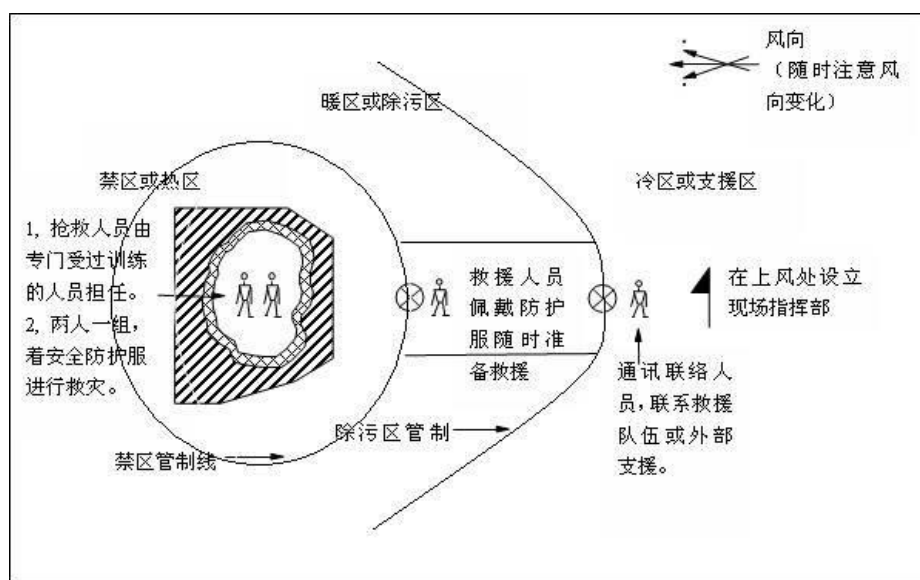 风向
（随时注意风
向变化）
暖区或除污区
禁区或热区
冷区或支援区
1, 抢救人员由
专门受过训练
的人员担任。
2, 两人一组，
着安全防护服
进行救灾。
救援人员
佩戴防护
服随时准
备救援
在上风处设立
现场指挥部
通讯联络人
员，联系救援
队伍或外部
支援。
除污区管制
禁区管制线